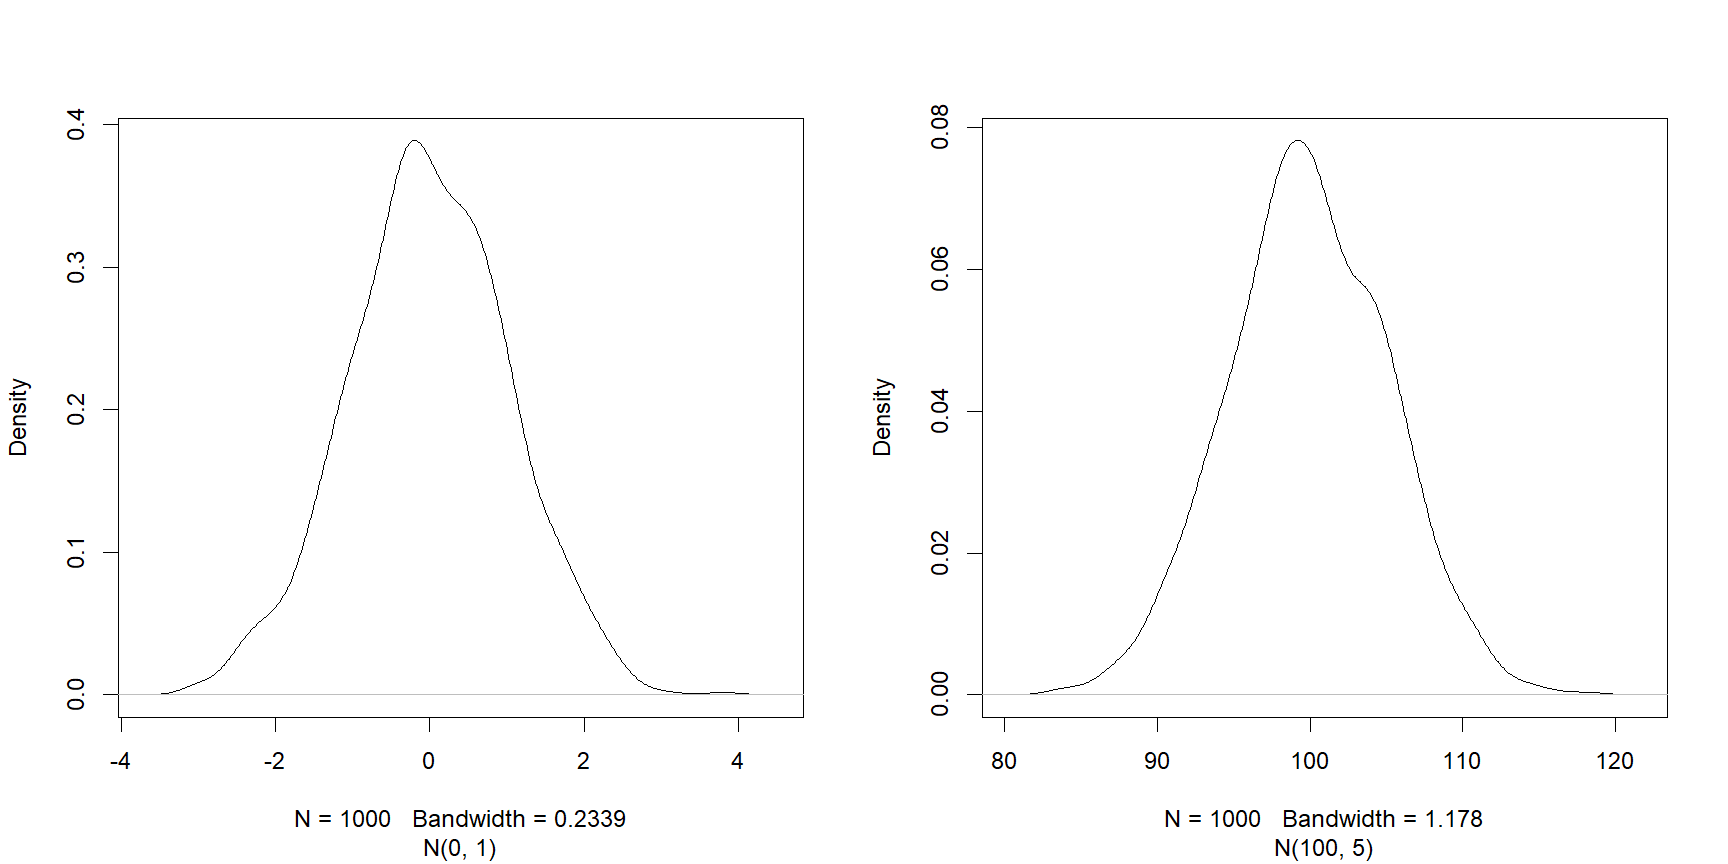 Density
0.0 0.1 0.2 0.3 0.4
-4 -2 0 2 4
N = 1000 Bandwidth = 0.2339
N(0, 1)
Density
0.00 0.02 0.04 0.06 0.08
80 90 100 110 120
N = 1000 Bandwidth = 1.178
N(100, 5)